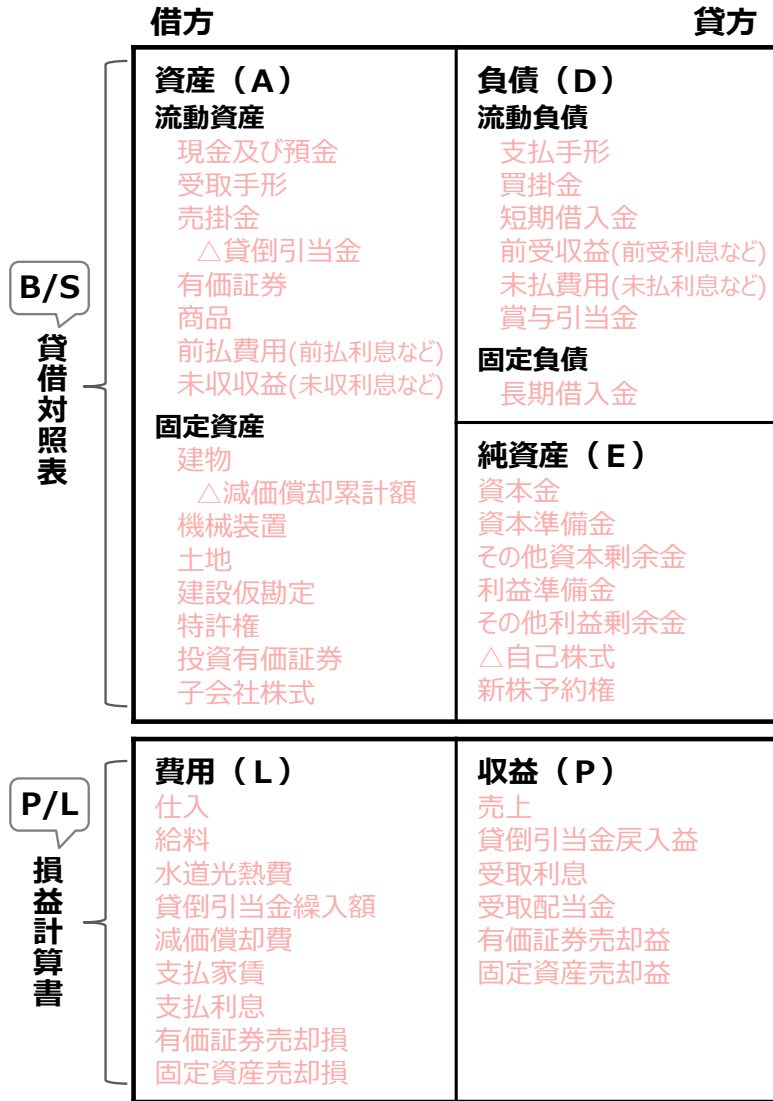 借方
貸方
B/S
貸借対照表
資産（A）
流動資産
現金及び預金
受取手形
売掛金
△貸倒引当金
有価証券
商品
前払費用(前払利息など)
未収収益(未収利息など)
固定資産
建物
△減価償却累計額
機械装置
土地
建設仮勘定
特許権
投資有価証券
子会社株式
負債（D）
流動負債
支払手形
買掛金
短期借入金
前受収益(前受利息など)
未払費用(未払利息など)
賞与引当金
固定負債
長期借入金
純資産（E）
資本金
資本準備金
その他資本剰余金
利益準備金
その他利益剰余金
△自己株式
新株予約権
P/L
損益計算書
費用（L）
仕入
給料
水道光熱費
貸倒引当金繰入額
減価償却費
支払家賃
支払利息
有価証券売却損
固定資産売却損
収益（P）
売上
貸倒引当金戻入益
受取利息
受取配当金
有価証券売却益
固定資産売却益